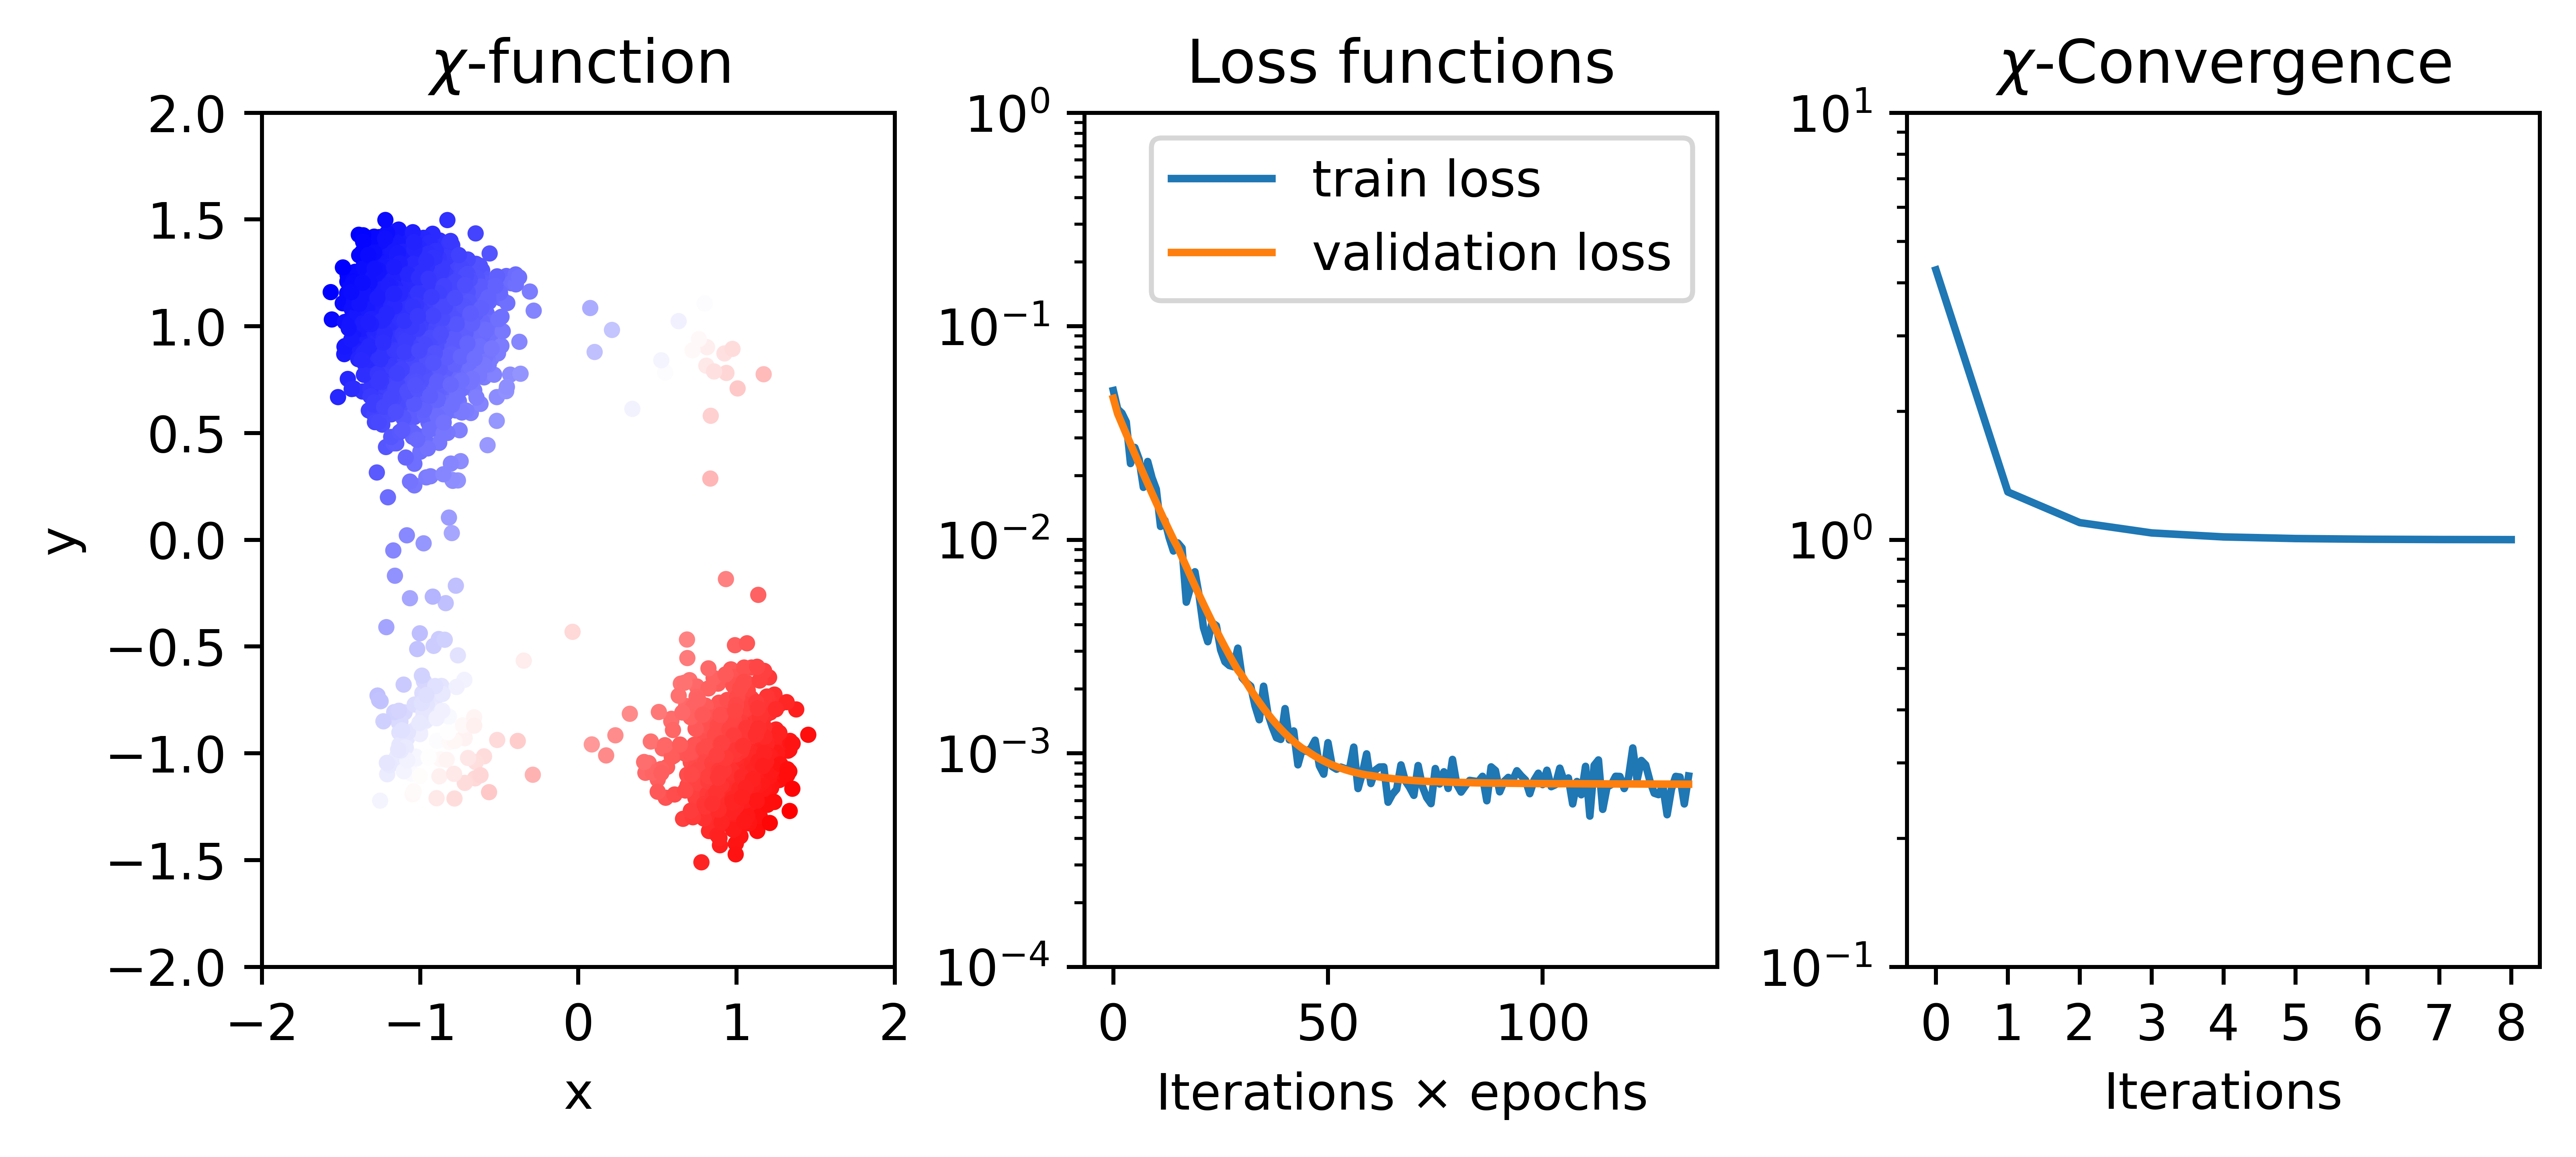 χ-function
2.0
1.5
1.0
0.5
0.0
−0.5
−1.0
−1.5
−2.0
y
−2 −1 0 1 2
x
Loss functions
train loss
validation loss
10⁰
10⁻¹
10⁻²
10⁻³
10⁻⁴
0 50 100
Iterations × epochs
χ-Convergence
10¹
10⁰
10⁻¹
0 1 2 3 4 5 6 7 8
Iterations